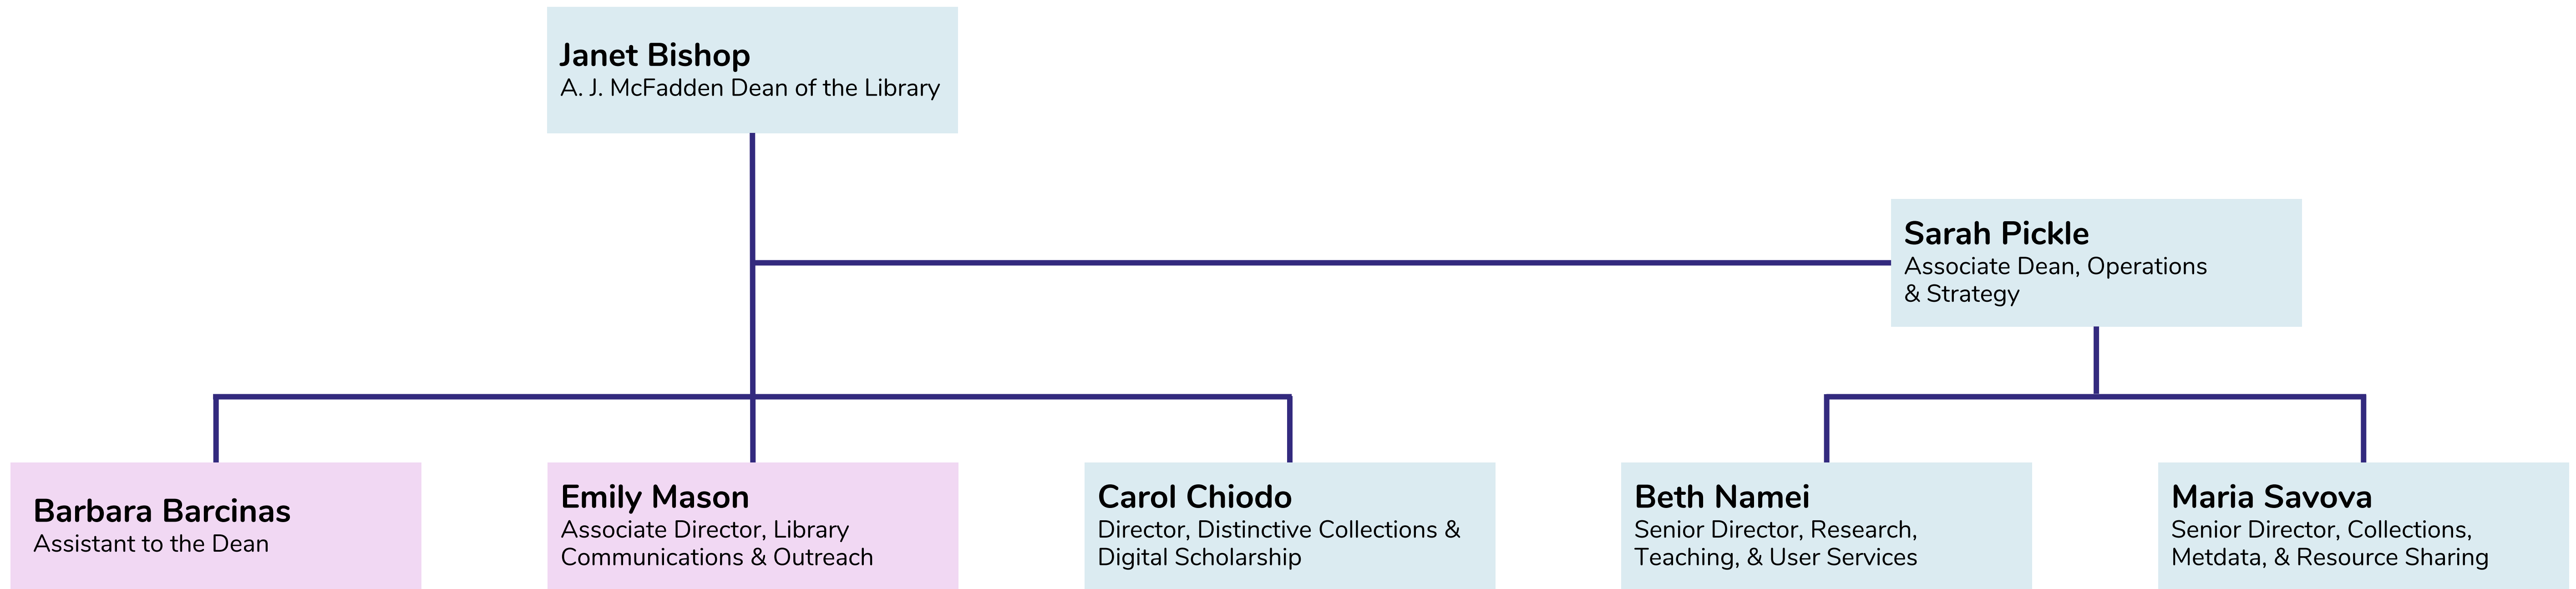 Janet Bishop
A. J. McFadden Dean of the Library
Sarah Pickle
Associate Dean, Operations
& Strategy
Barbara Barcinas
Assistant to the Dean
Emily Mason
Associate Director, Library
Communications & Outreach
Carol Chiodo
Director, Distinctive Collections &
Digital Scholarship
Beth Namei
Senior Director, Research,
Teaching, & User Services
Maria Savova
Senior Director, Collections,
Metdata, & Resource Sharing